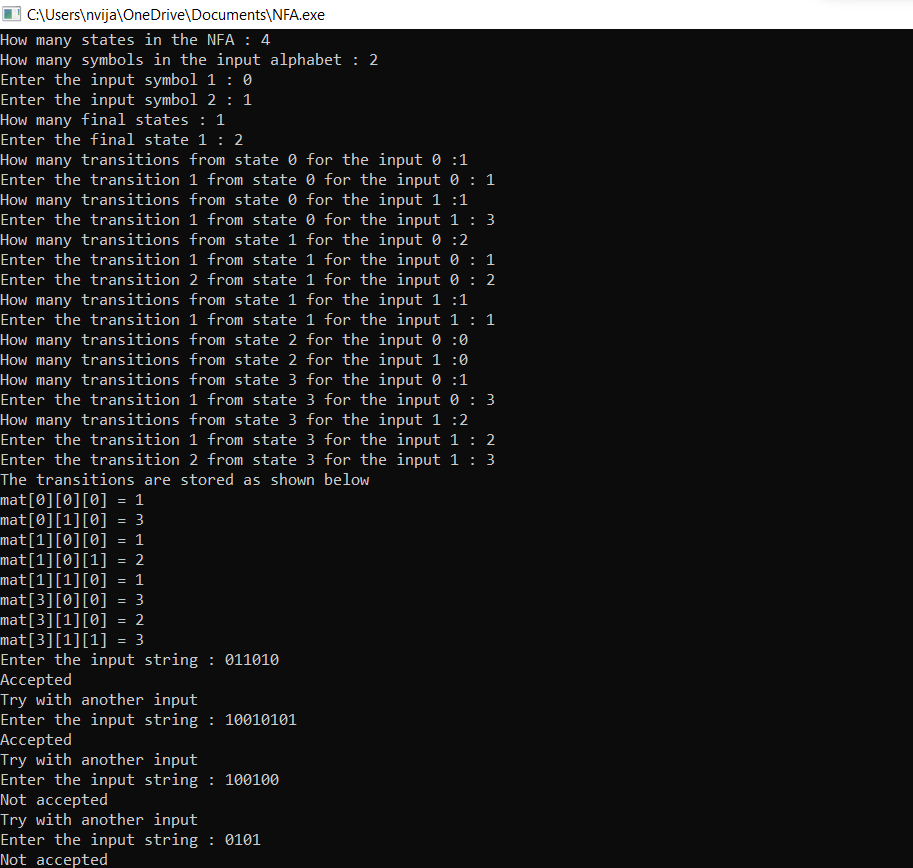 C:\Users\nvija\OneDrive\Documents\NFA.exe
How many states in the NFA : 4
How many symbols in the input alphabet : 2
Enter the input symbol 1 : 0
Enter the input symbol 2 : 1
How many final states : 1
Enter the final state 1 : 2
How many transitions from state 0 for the input 0 :1
Enter the transition 1 from state 0 for the input 0 : 1
How many transitions from state 0 for the input 1 :1
Enter the transition 1 from state 0 for the input 1 : 3
How many transitions from state 1 for the input 0 :2
Enter the transition 1 from state 1 for the input 0 : 1
Enter the transition 2 from state 1 for the input 0 : 2
How many transitions from state 1 for the input 1 :1
Enter the transition 1 from state 1 for the input 1 : 1
How many transitions from state 2 for the input 0 :0
How many transitions from state 2 for the input 1 :0
How many transitions from state 3 for the input 0 :1
Enter the transition 1 from state 3 for the input 0 : 3
How many transitions from state 3 for the input 1 :2
Enter the transition 1 from state 3 for the input 1 : 2
Enter the transition 2 from state 3 for the input 1 : 3
The transitions are stored as shown below
mat[0][0][0] = 1
mat[0][1][0] = 3
mat[1][0][0] = 1
mat[1][0][1] = 2
mat[1][1][0] = 1
mat[3][0][0] = 3
mat[3][1][0] = 2
mat[3][1][1] = 3
Enter the input string : 011010
Accepted
Try with another input
Enter the input string : 10010101
Accepted
Try with another input
Enter the input string : 100100
Not accepted
Try with another input
Enter the input string : 0101
Not accepted